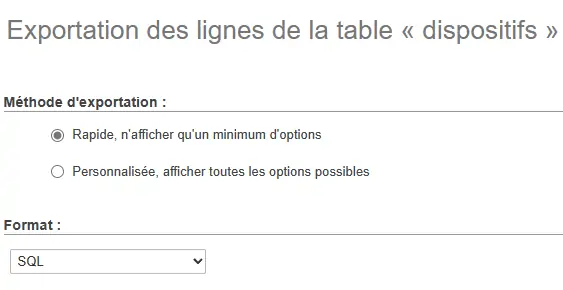 Exportation des lignes de la table « dispositifs »
Méthode d'exportation :
Rapide, n'afficher qu'un minimum d'options
Personnalisée, afficher toutes les options possibles
Format :
SQL